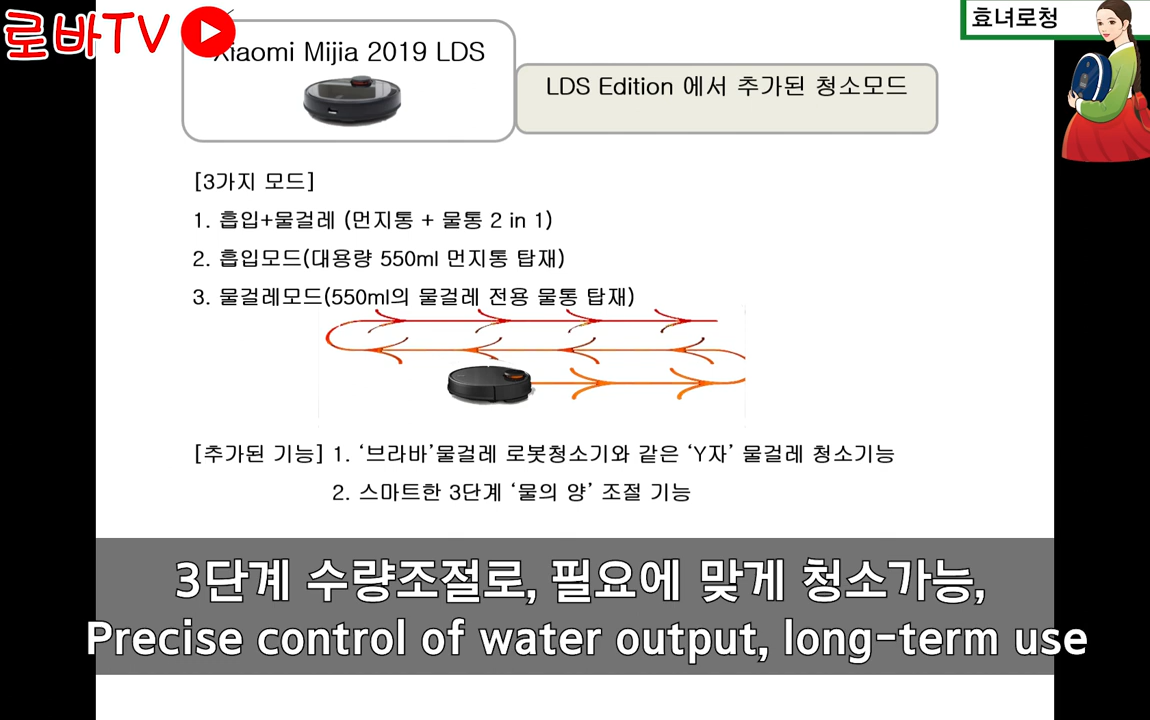 로바TV
효녀로청
Xiaomi Mijia 2019 LDS
LDS Edition 에서 추가된 청소모드
[3가지 모드]
1. 흡입+물걸레 (먼지통 + 물통 2 in 1)
2. 흡입모드(대용량 550ml 먼지통 탑재)
3. 물걸레모드(550ml의 물걸레 전용 물통 탑재)
[추가된 기능] 1. ‘브라바’물걸레 로봇청소기와 같은 ‘Y자’ 물걸레 청소기능
2. 스마트한 3단계 ‘물의 양’ 조절 기능
3단계 수량조절로, 필요에 맞게 청소가능,
Precise control of water output, long-term use